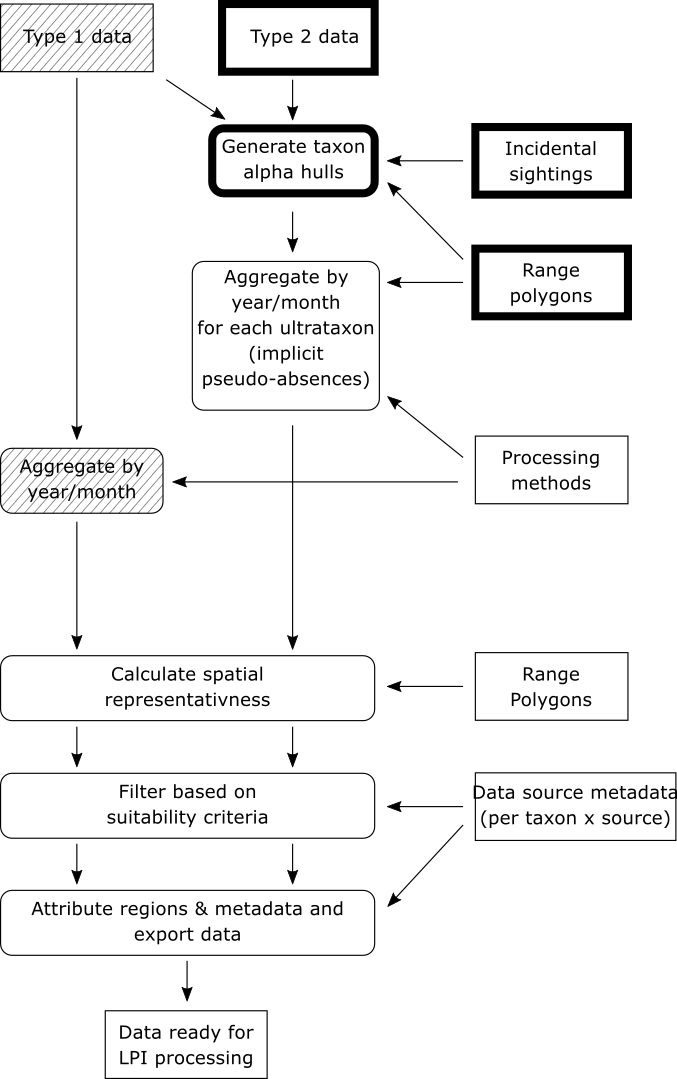 Type 1 data
Type 2 data
Generate taxon
alpha hulls
Incidental
sightings
Range
polygons
Aggregate by
year/month
for each ultrataxon
(implicit
pseudo-absences)
Processing
methods
Aggregate by
year/month
Calculate spatial
representativness
Range
Polygons
Filter based on
suitability criteria
Data source metadata
(per taxon x source)
Attribute regions & metadata and
export data
Data ready for
LPI processing